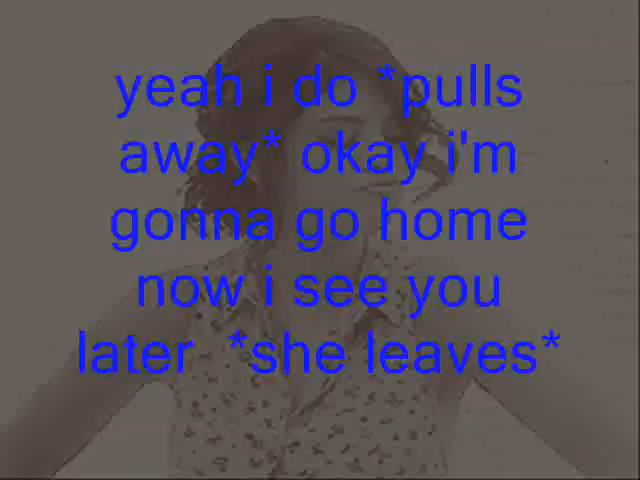 yeah i do *pulls
away* okay i'm
gonna go home
now i see you
later  *she leaves*